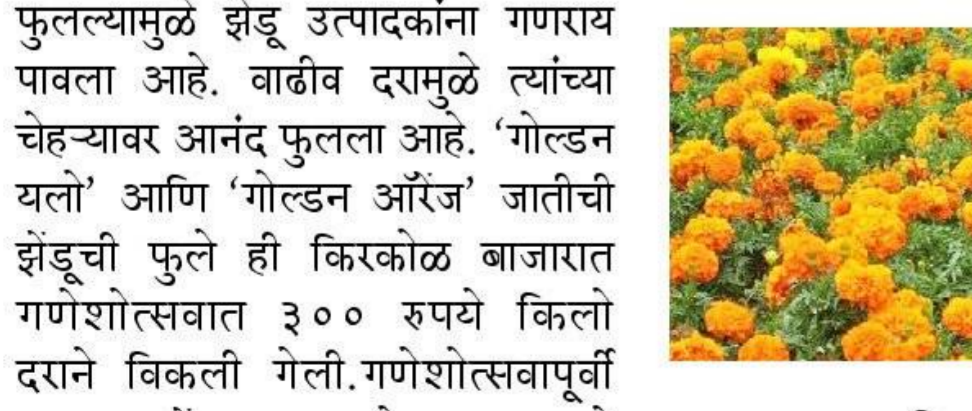 फुलल्यामुळे झेंडू उत्पादकांना गणराय
पावला आहे. वाढीव दरामुळे त्यांच्या
चेहऱ्यावर आनंद फुलला आहे. ‘गोल्डन
यलो’ आणि ‘गोल्डन ऑरेंज’ जातीची
झेंडूची फुले ही किरकोळ बाजारात
गणेशोत्सवात ३०० रुपये किलो
दराने विकली गेली.गणेशोत्सवापूर्वी